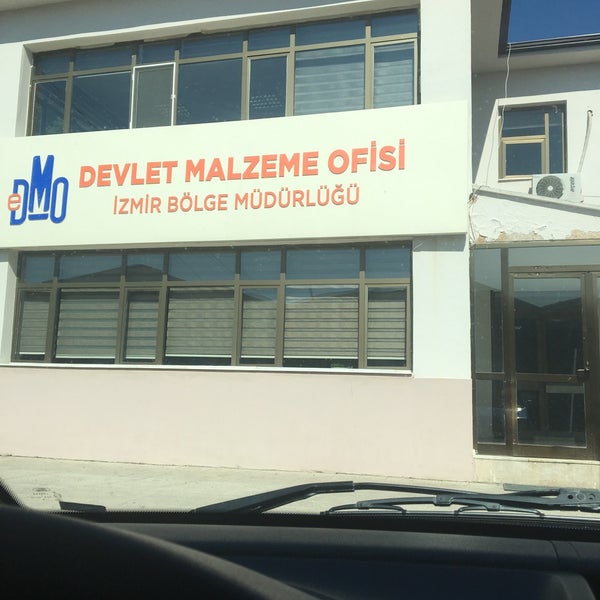 eDMO
DEVLET MALZEME OFİSİ
İZMİR BÖLGE MÜDÜRLÜĞÜ